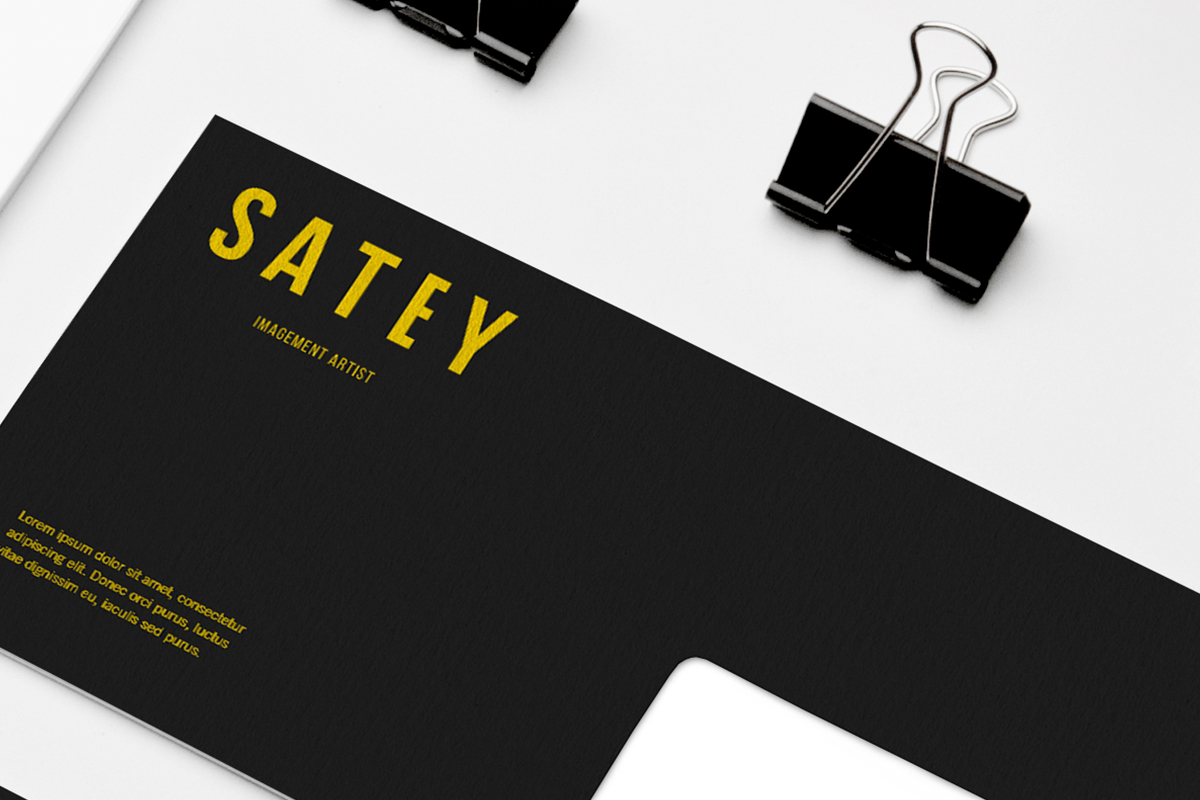 SATEY
IMAGEMENT ARTIST
Lorem ipsum dolor sit amet, consectetur
adipiscing elit. Donec orci purus, luctus
vitae dignissim eu, iaculis sed purus.